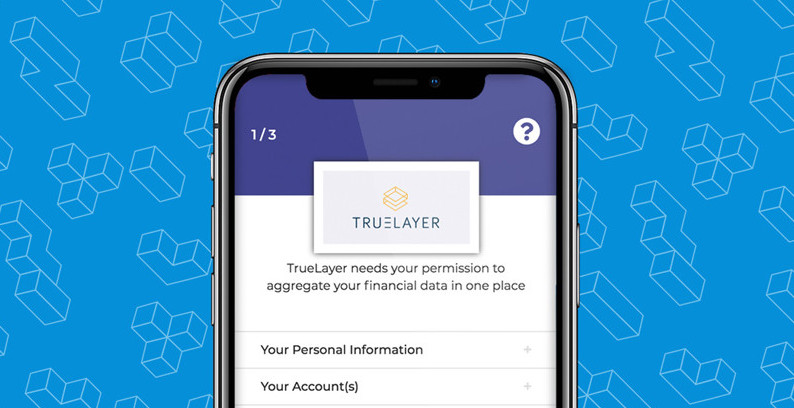 1 / 3
?
TRUELAYER
TrueLayer needs your permission to
aggregate your financial data in one place
Your Personal Information +
Your Account(s) +